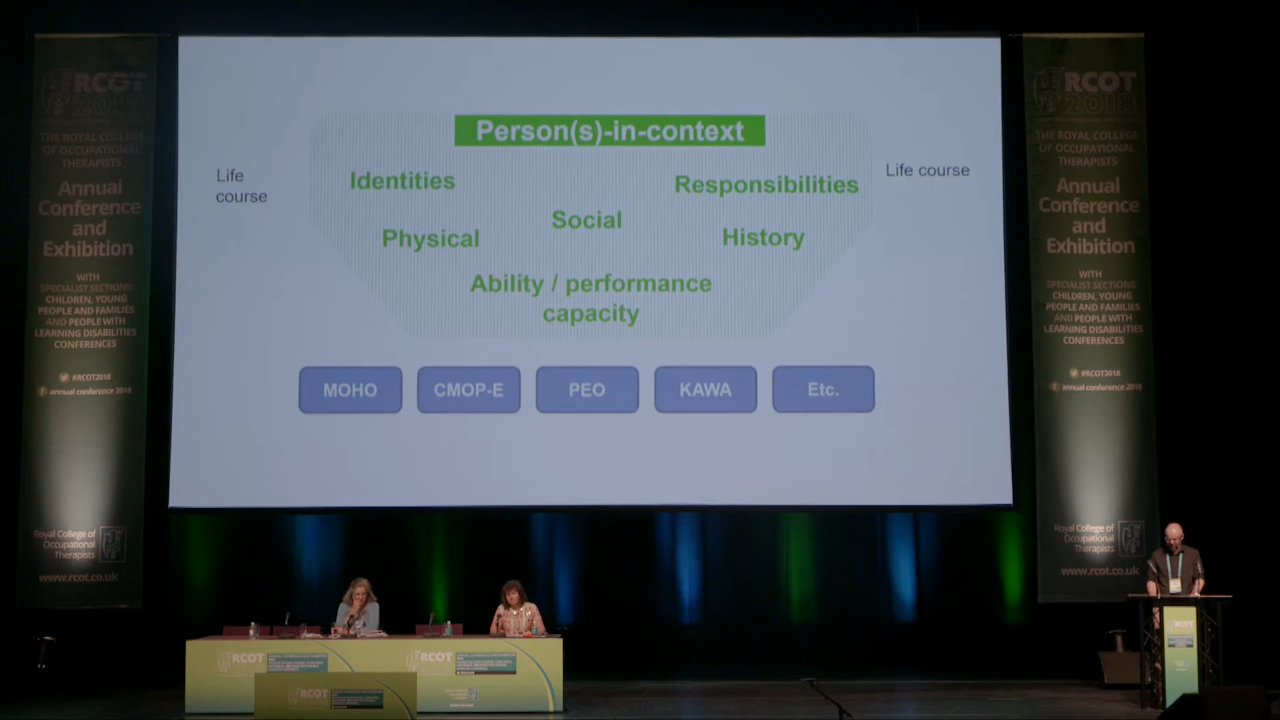 Person(s)-in-context
Life
course
Identities
Responsibilities
Life course
Social
Physical
History
Ability / performance
capacity
MOHO
CMOP-E
PEO
KAWA
Etc.
RCOT
2018
THE ROYAL COLLEGE
OF OCCUPATIONAL
THERAPISTS
Annual
Conference
and
Exhibition
WITH
SPECIALIST SECTIONS:
CHILDREN, YOUNG
PEOPLE AND FAMILIES
AND PEOPLE WITH
LEARNING DISABILITIES
CONFERENCES
#RCOT2018
annual conference 2018
Royal College of
Occupational
Therapists
www.rcot.co.uk
RCOT
2018
THE ROYAL COLLEGE
OF OCCUPATIONAL
THERAPISTS
Annual
Conference
and
Exhibition
WITH
SPECIALIST SECTIONS:
CHILDREN, YOUNG
PEOPLE AND FAMILIES
AND PEOPLE WITH
LEARNING DISABILITIES
CONFERENCES
#RCOT2018
annual conference 2018
Royal College of
Occupational
Therapists
www.rcot.co.uk
RCOT
RCOT
RCOT
RCOT